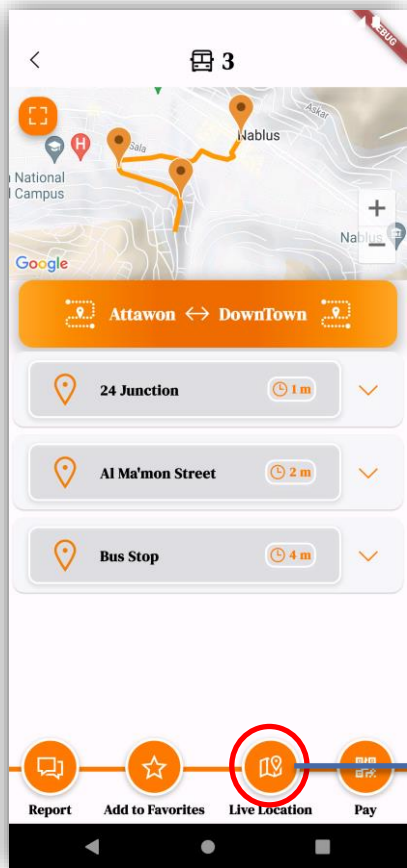 DEBUG
3
Askar
Sala
Nablus
H
National
Campus
+
Nablus
−
Google
Attawon ↔ DownTown
24 Junction 1 m
Al Ma'mon Street 2 m
Bus Stop 4 m
Report Add to Favorites Live Location Pay